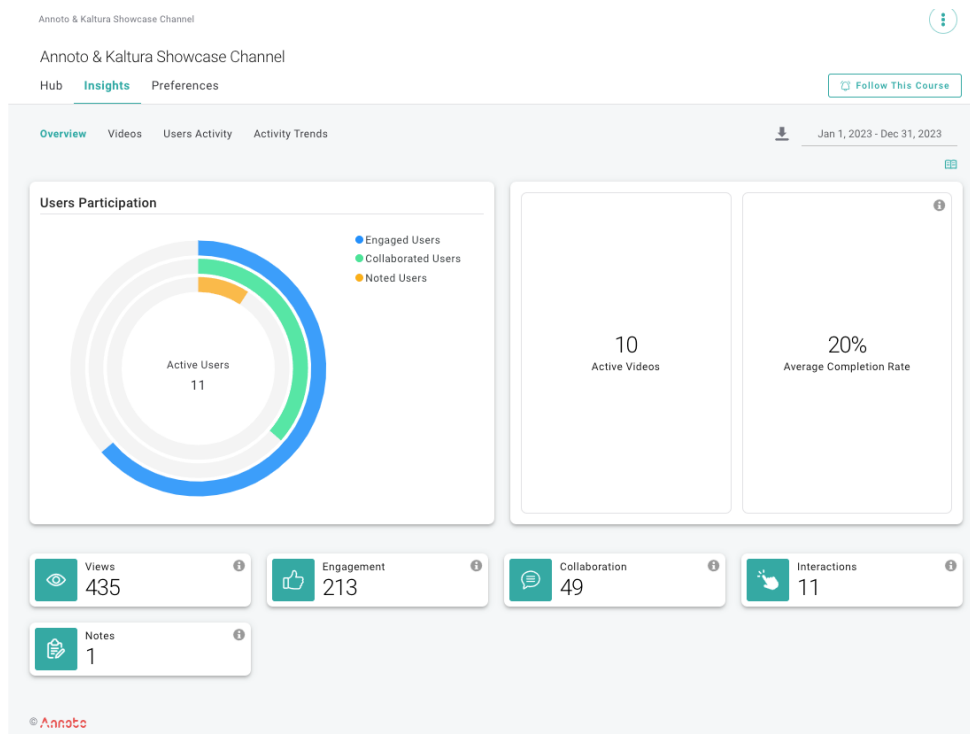 Annoto & Kaltura Showcase Channel
Annoto & Kaltura Showcase Channel
Hub Insights Preferences
Follow This Course
Overview Videos Users Activity Activity Trends
Jan 1, 2023 - Dec 31, 2023
Users Participation
Engaged Users
Collaborated Users
Noted Users
Active Users
11
10
Active Videos
20%
Average Completion Rate
Views
435
Engagement
213
Collaboration
49
Interactions
11
Notes
1
© Annoto